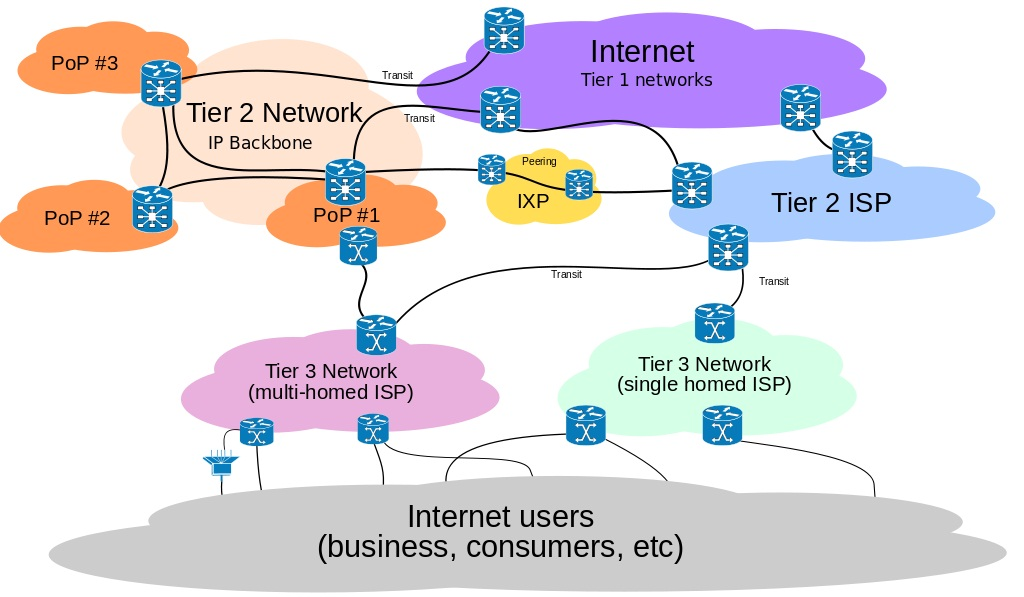 PoP #3
Internet
Tier 1 networks
Transit
Tier 2 Network
IP Backbone
Transit
Peering
IXP
PoP #2
PoP #1
Tier 2 ISP
Transit
Transit
Tier 3 Network
(multi-homed ISP)
Tier 3 Network
(single homed ISP)
Internet users
(business, consumers, etc)